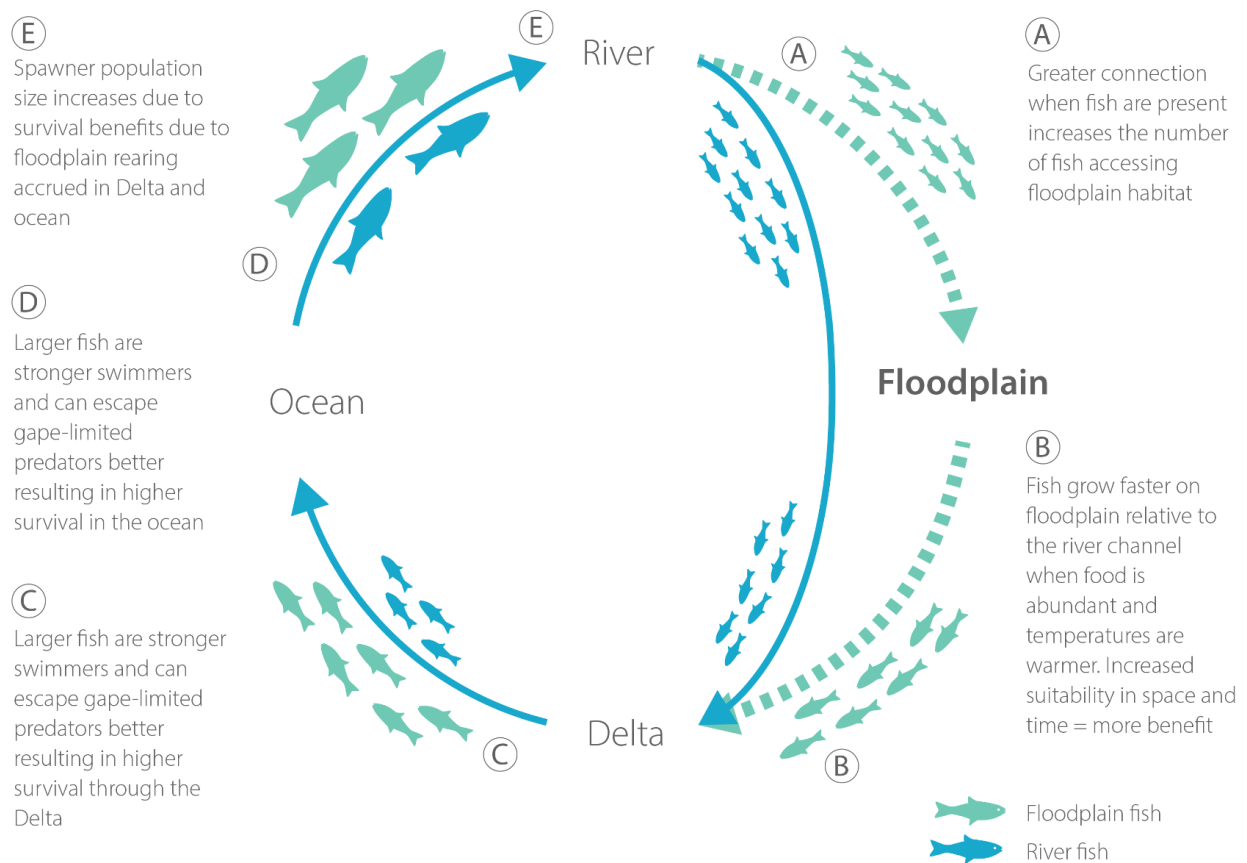 E
Spawner population
size increases due to
survival benefits due to
floodplain rearing
accrued in Delta and
ocean
D
Larger fish are
stronger swimmers
and can escape
gape-limited
predators better
resulting in higher
survival in the ocean
C
Larger fish are stronger
swimmers and can
escape gape-limited
predators better
resulting in higher
survival through the
Delta
E
River
A
D
Ocean
Floodplain
Delta
C
B
A
Greater connection
when fish are present
increases the number
of fish accessing
floodplain habitat
B
Fish grow faster on
floodplain relative to
the river channel
when food is
abundant and
temperatures are
warmer. Increased
suitability in space and
time = more benefit
Floodplain fish
River fish